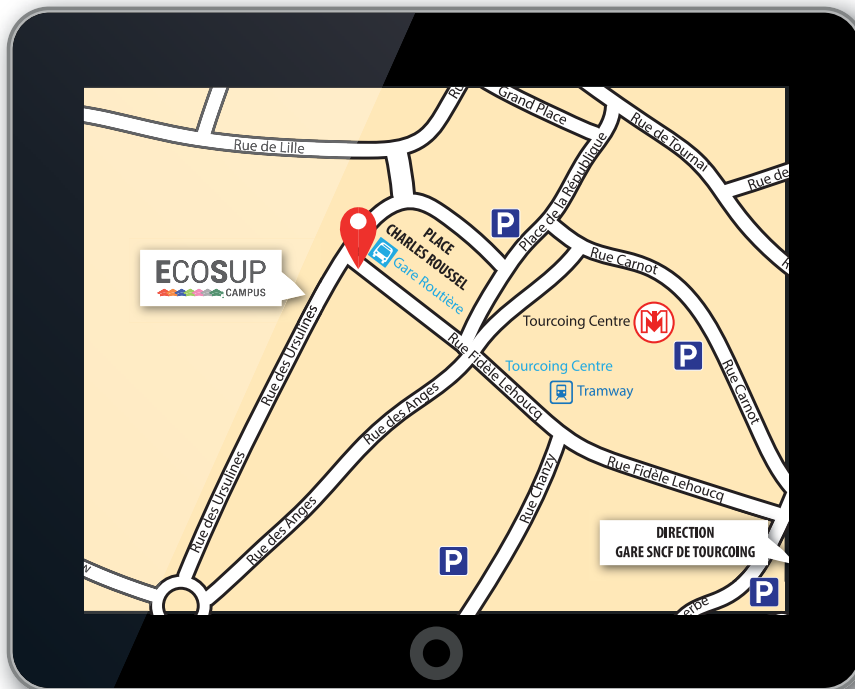 Grand Place
Rue de Tournai
Rue de Lille
Rue de
Place de la République
P
PLACE
CHARLES ROUSSEL
Gare Routière
Rue Carnot
ECOSUP
CAMPUS
Tourcoing Centre
M
P
Rue des Ursulines
Rue Fidèle Lehoucq
Tourcoing Centre
Tramway
Rue Carnot
Rue des Anges
Rue Fidèle Lehoucq
Rue Chanzy
Rue des Ursulines
Rue des Anges
DIRECTION
GARE SNCF DE TOURCOING
P
P